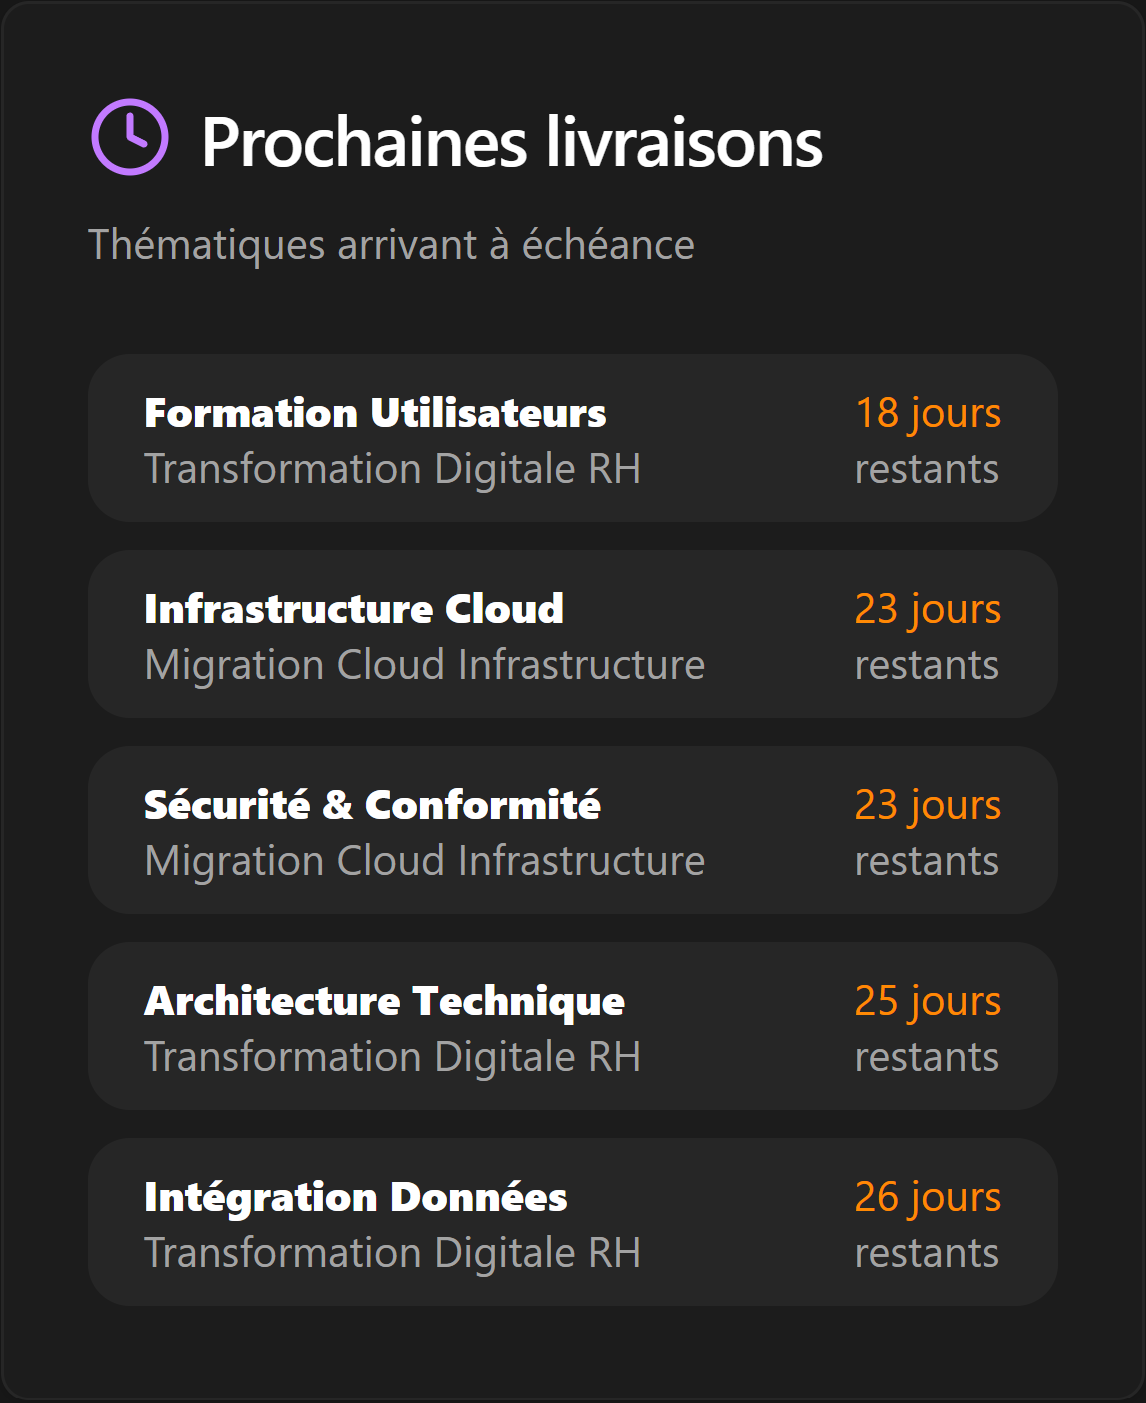 Prochaines livraisons
Thématiques arrivant à échéance
Formation Utilisateurs
Transformation Digitale RH
18 jours
restants
Infrastructure Cloud
Migration Cloud Infrastructure
23 jours
restants
Sécurité & Conformité
Migration Cloud Infrastructure
23 jours
restants
Architecture Technique
Transformation Digitale RH
25 jours
restants
Intégration Données
Transformation Digitale RH
26 jours
restants